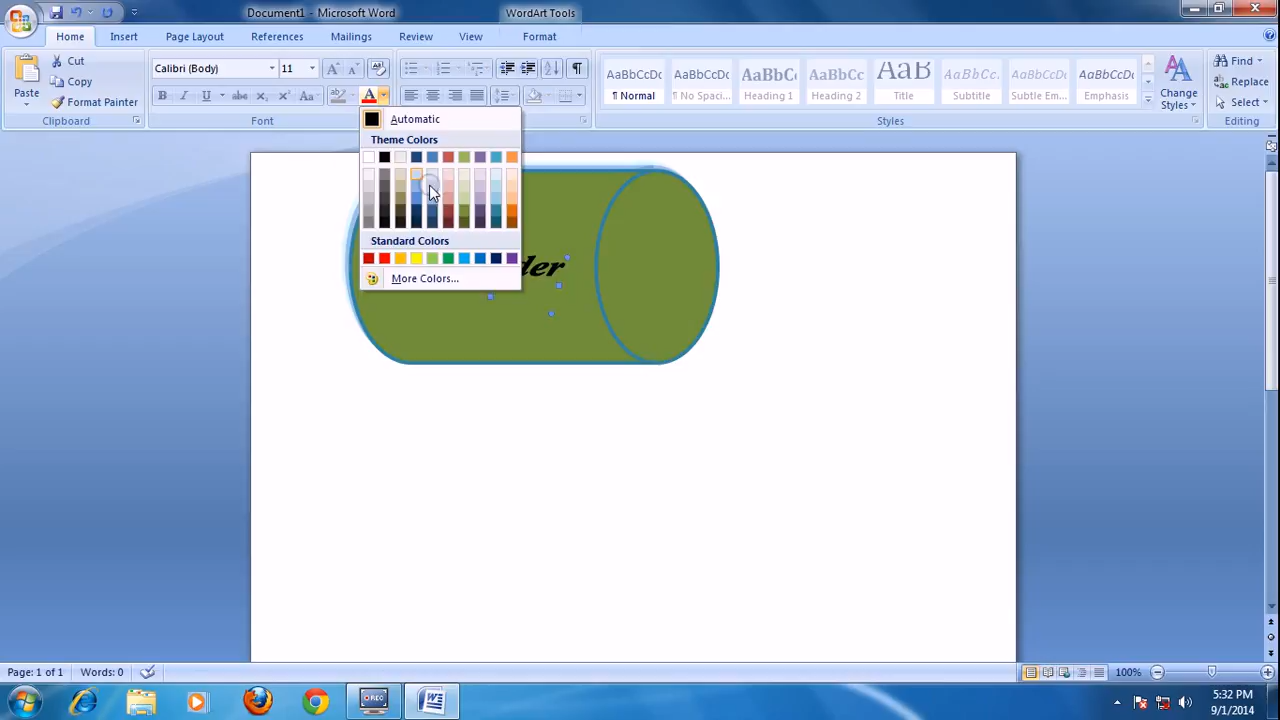 Document1 - Microsoft Word
WordArt Tools
Home Insert Page Layout References Mailings Review View Format
Cut
Copy
Format Painter
Paste
Clipboard
Calibri (Body) 11
Font
Automatic
Theme Colors
Standard Colors
More Colors...
AaBbCcDc AaBbCcDc AaBbCc AaBbCc AaB AaBbCcI AaBbCcDc AaBbCcDc
¶ Normal ¶ No Spaci... Heading 1 Heading 2 Title Subtitle Subtle Em... Emphasis
Change Styles
Styles
Find
Replace
Select
Editing
der
Page: 1 of 1 Words: 0 100%
REC
5:32 PM
9/1/2014